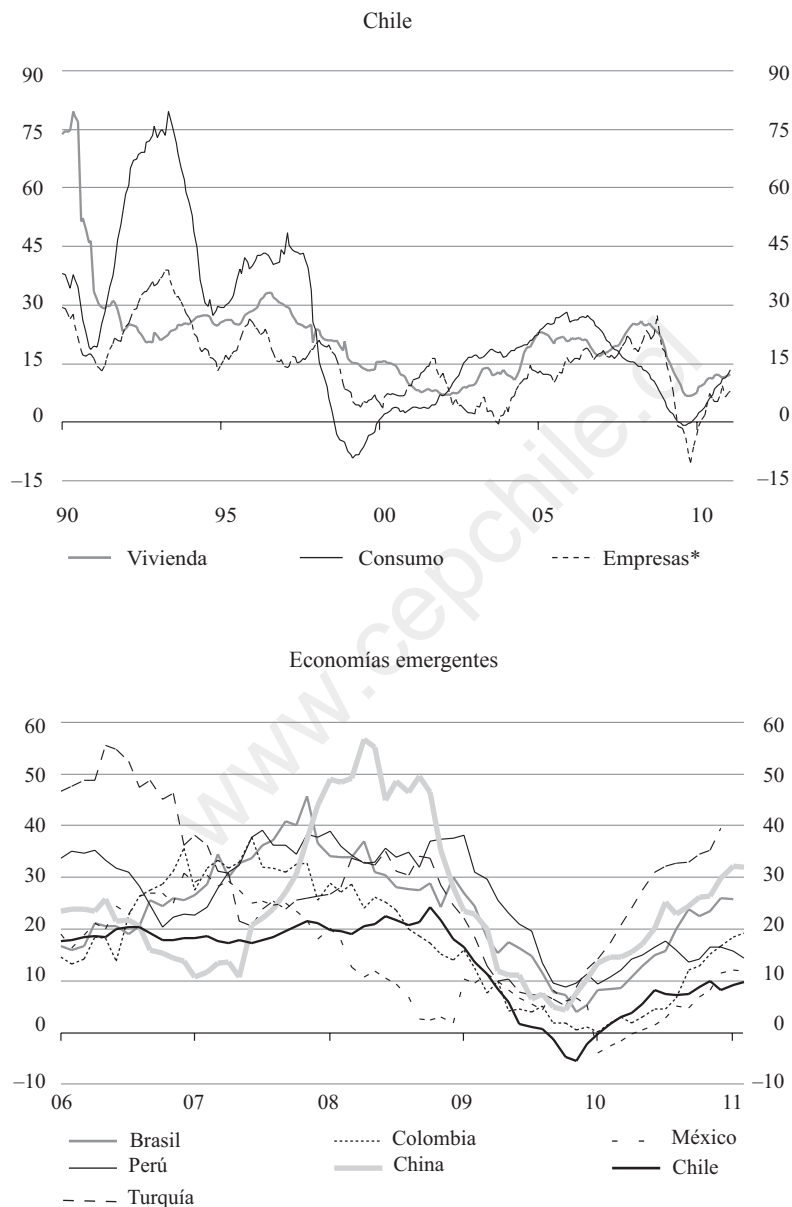 Chile
90 90
75 75
60 60
45 45
30 30
15 15
0 0
–15 –15
90 95 00 05 10
Vivienda Consumo Empresas*
Economías emergentes
60 60
50 50
40 40
30 30
20 20
10 10
0 0
–10 –10
06 07 08 09 10 11
Brasil Colombia México
Perú China Chile
Turquía
www.cepchile.cl